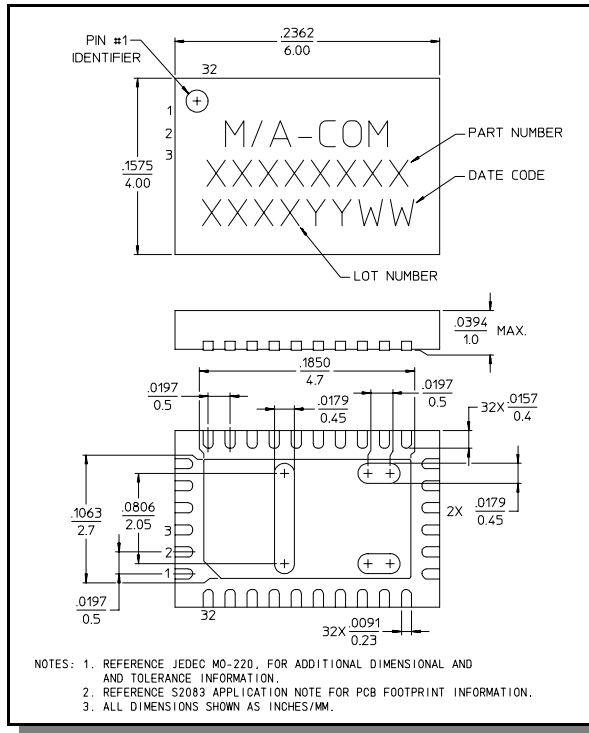 PIN #1
IDENTIFIER
.2362
6.00
32
1
2
3
M/A-COM
XXXXXXXX
XXXXYYWW
PART NUMBER
DATE CODE
LOT NUMBER
.1575
4.00
.0394
1.0
MAX.
.1850
4.7
.0197
0.5
.0179
0.45
.0197
0.5
32X .0157
0.4
.1063
2.7
.0806
2.05
3
2
1
2X .0179
0.45
.0197
0.5
32
32X .0091
0.23
NOTES: 1. REFERENCE JEDEC MO-220, FOR ADDITIONAL DIMENSIONAL AND
AND TOLERANCE INFORMATION.
2. REFERENCE S2083 APPLICATION NOTE FOR PCB FOOTPRINT INFORMATION.
3. ALL DIMENSIONS SHOWN AS INCHES/MM.